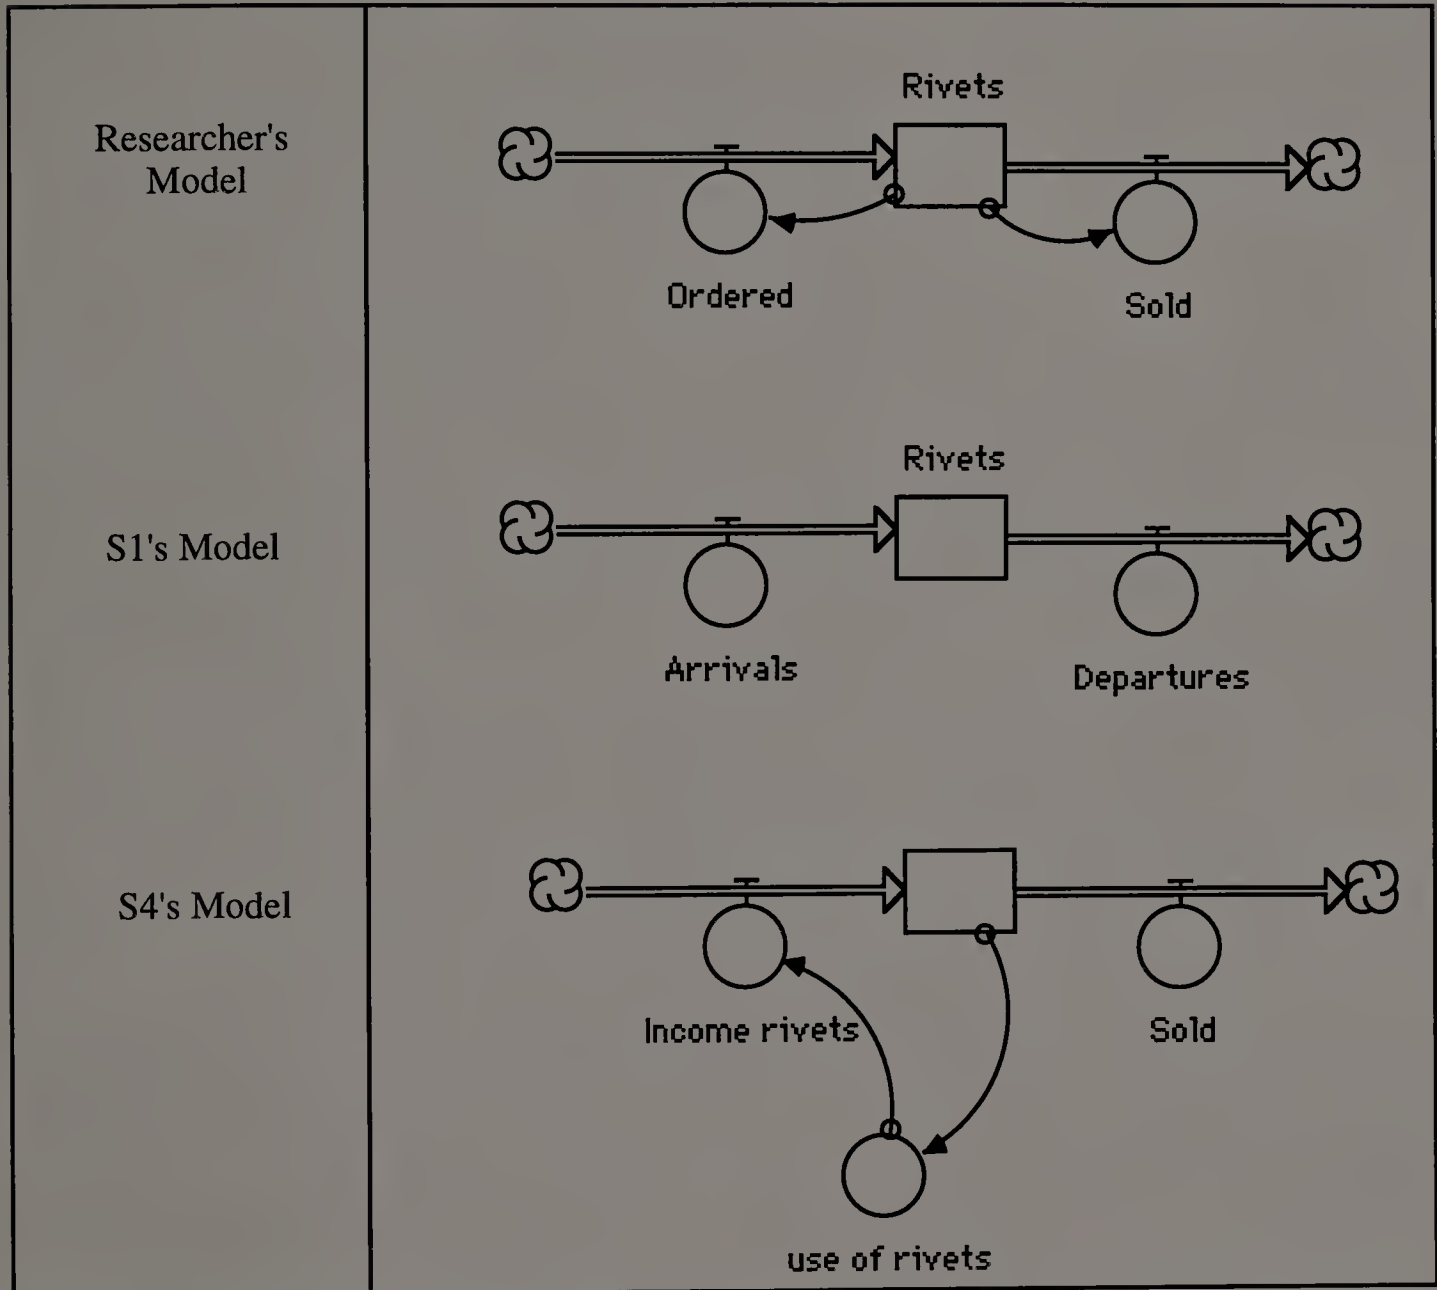 Researcher's
Model
Rivets
Ordered
Sold
S1's Model
Rivets
Arrivals
Departures
S4's Model
Income rivets
Sold
use of rivets